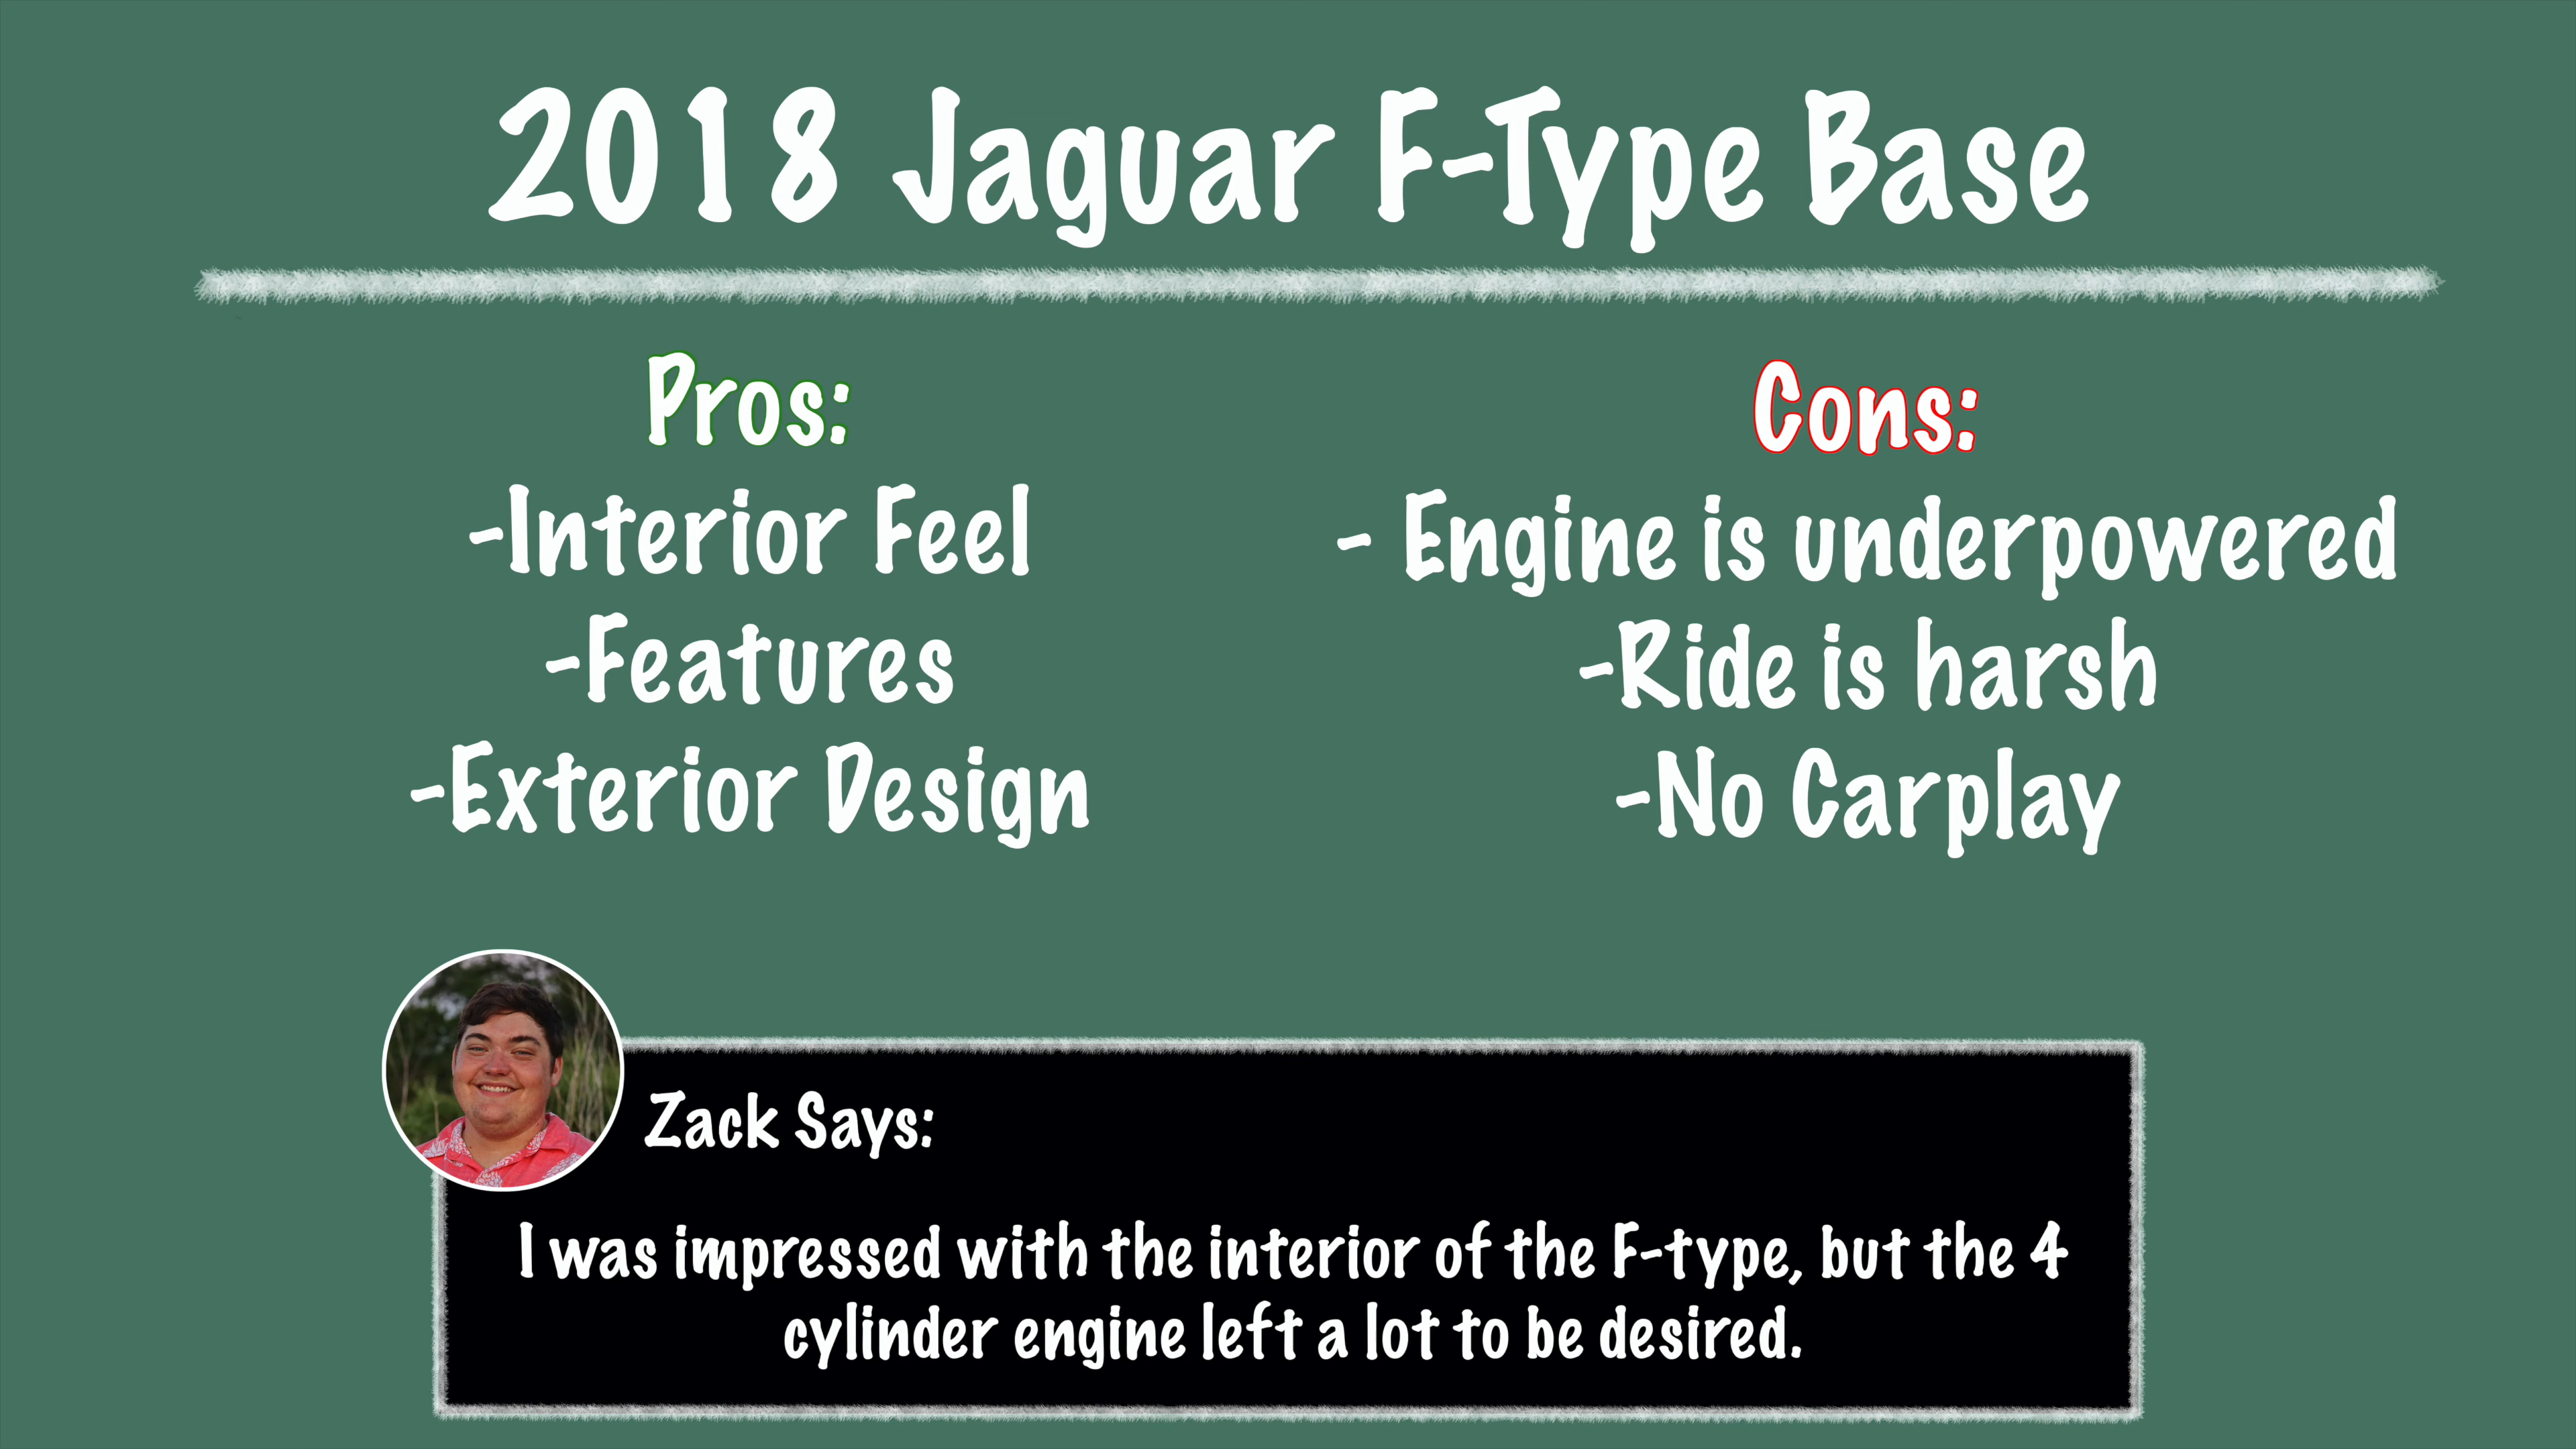 2018 Jaguar F-Type Base
Pros:
-Interior Feel
-Features
-Exterior Design
Cons:
- Engine is underpowered
-Ride is harsh
-No Carplay
Zack Says:
I was impressed with the interior of the F-type, but the 4
cylinder engine left a lot to be desired.